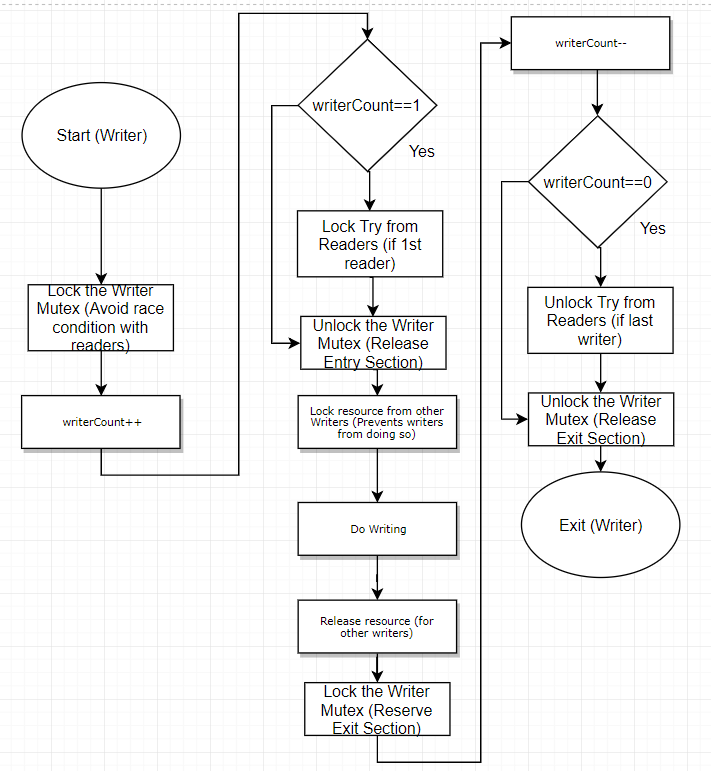 Start (Writer)
Lock the Writer
Mutex (Avoid race
condition with
readers)
writerCount++
writerCount==1
Yes
Lock Try from
Readers (if 1st
reader)
Unlock the Writer
Mutex (Release
Entry Section)
Lock resource from other
Writers (Prevents writers
from doing so)
Do Writing
Release resource (for
other writers)
Lock the Writer
Mutex (Reserve
Exit Section)
writerCount--
writerCount==0
Yes
Unlock Try from
Readers (if last
writer)
Unlock the Writer
Mutex (Release
Exit Section)
Exit (Writer)